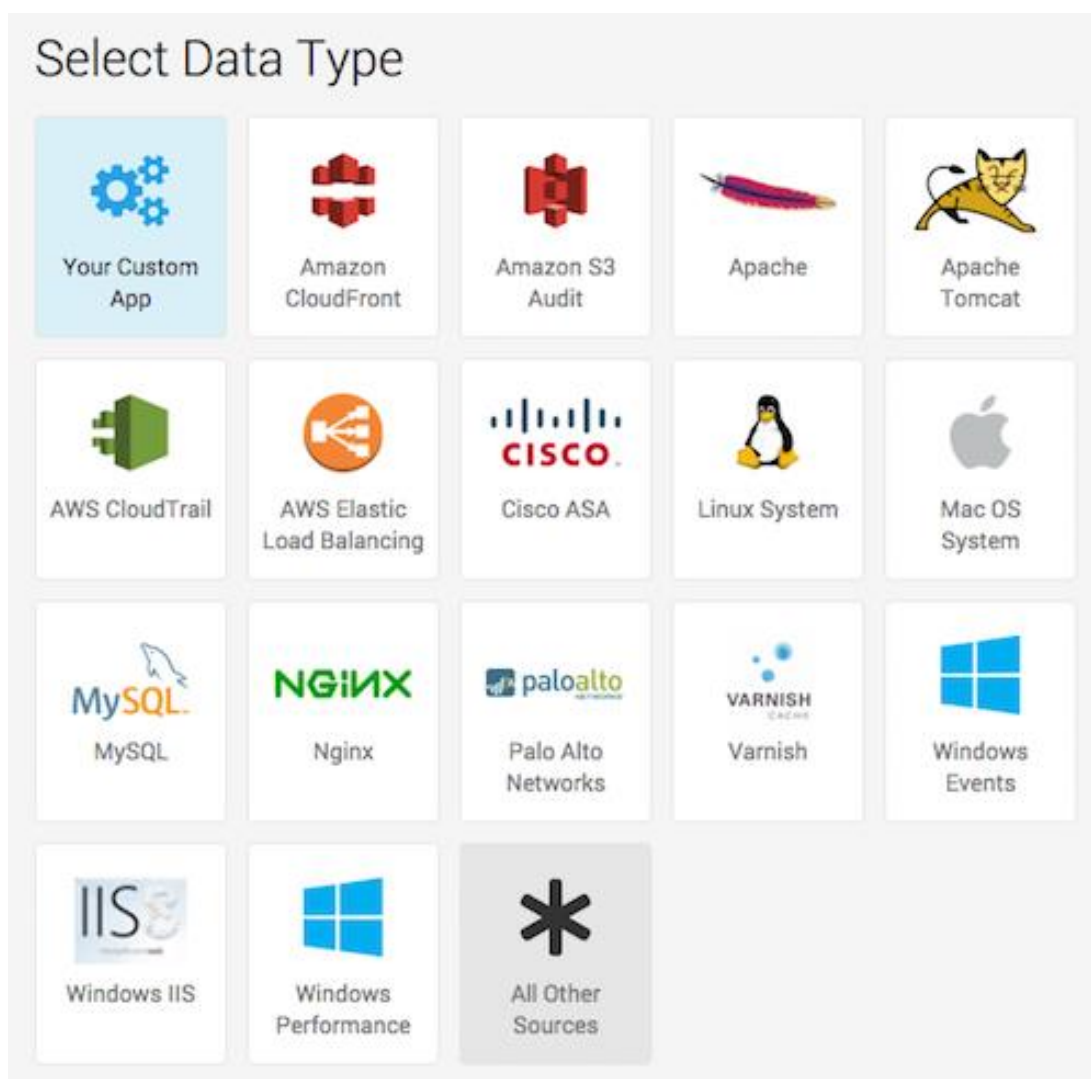 Select Data Type
Your Custom
App
Amazon
CloudFront
Amazon S3
Audit
Apache
Apache
Tomcat
AWS CloudTrail
AWS Elastic
Load Balancing
CISCO
Cisco ASA
Linux System
Mac OS
System
MySQL
MySQL
NGINX
Nginx
paloalto
NETWORKS
Palo Alto
Networks
VARNISH
CACHE
Varnish
Windows
Events
IIS
Windows IIS
Windows
Performance
All Other
Sources